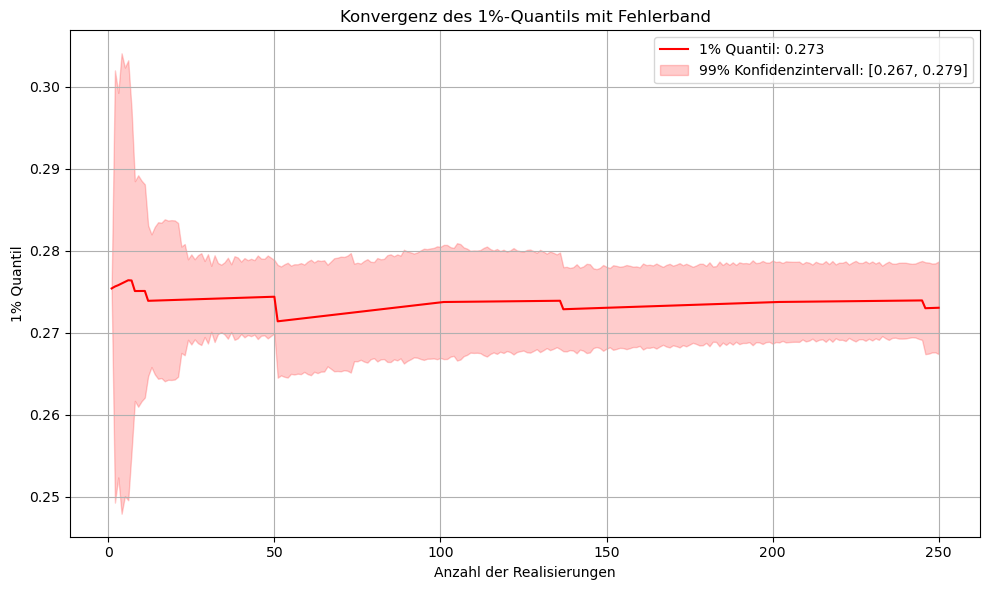 Konvergenz des 1%-Quantils mit Fehlerband
1% Quantil: 0.273
99% Konfidenzintervall: [0.267, 0.279]
0.30
0.29
0.28
0.27
0.26
0.25
1% Quantil
0
50
100
150
200
250
Anzahl der Realisierungen